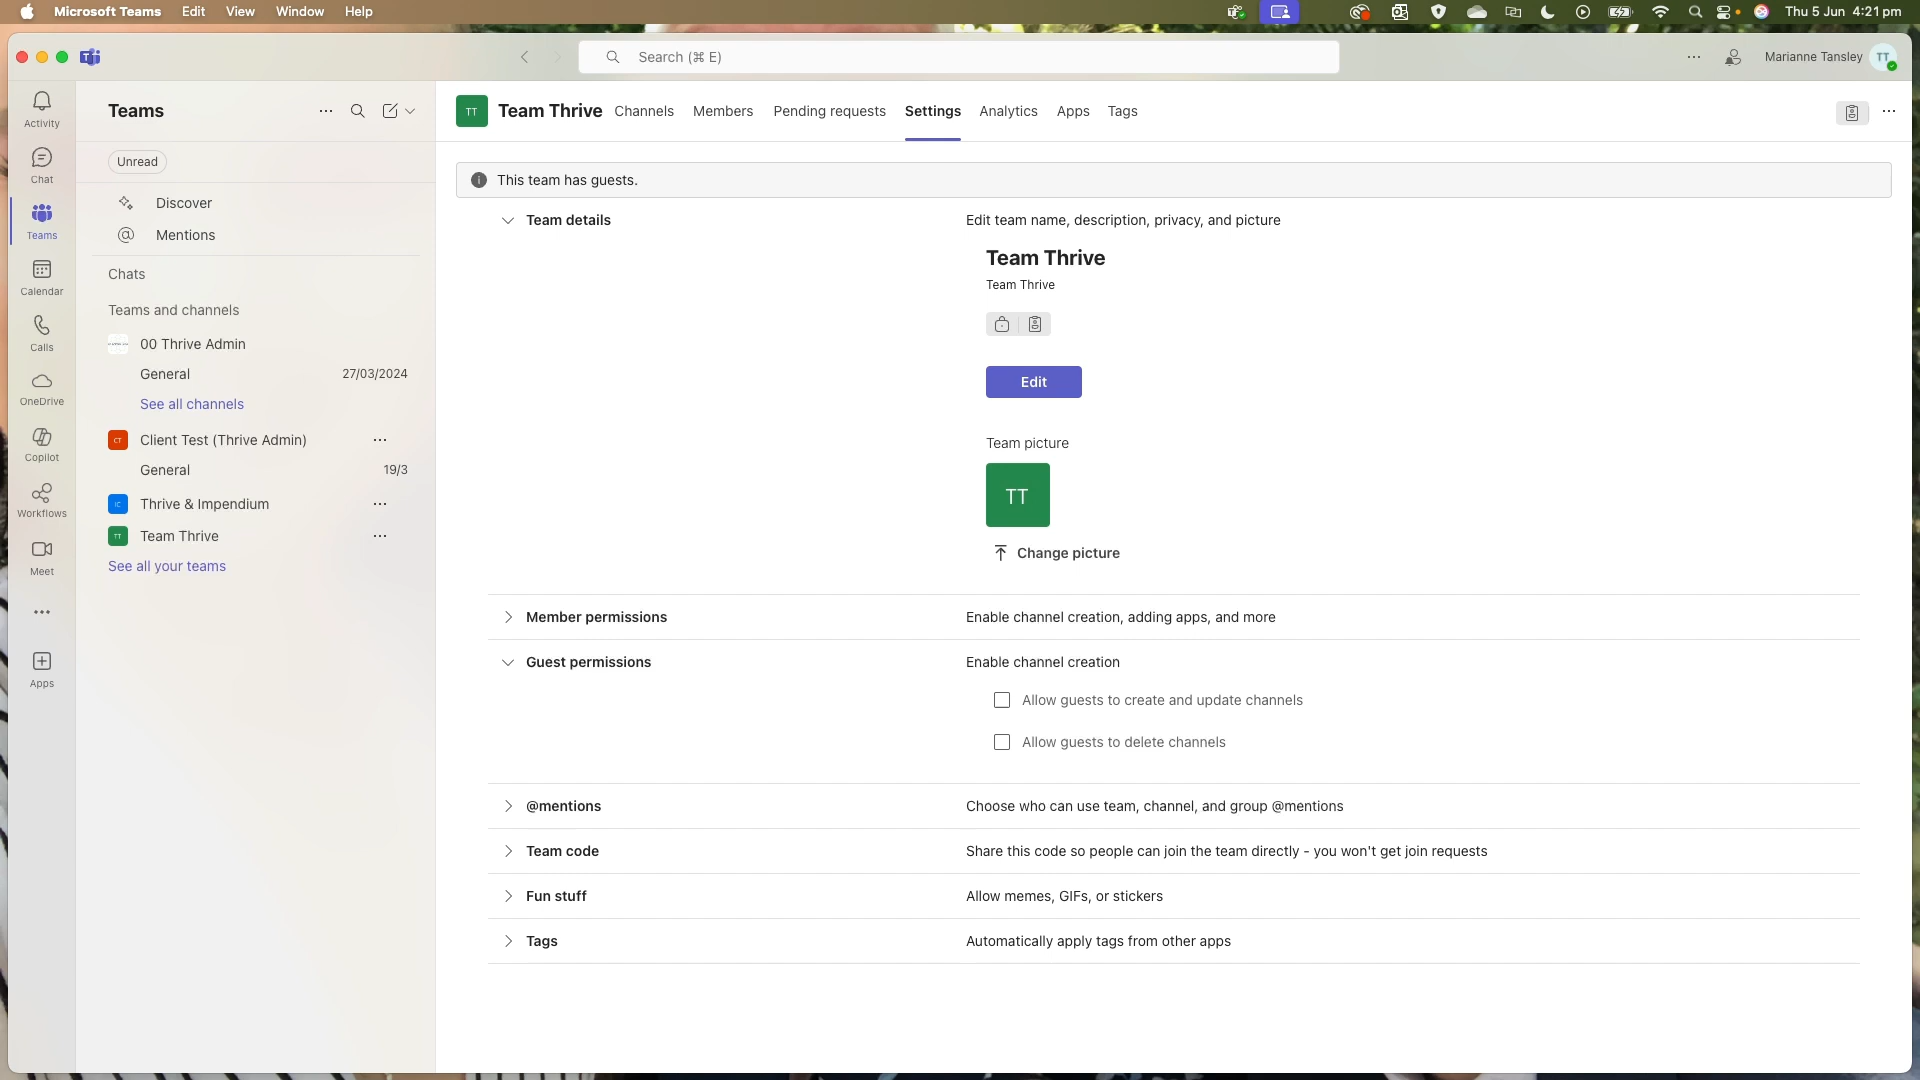 Microsoft Teams Edit View Window Help Thu 5 Jun 4:21 pm
Search (⌘ E) Marianne Tansley TT
Activity
Chat
Teams
Calendar
Calls
OneDrive
Copilot
Workflows
Meet
Apps
Teams
Unread
Discover
Mentions
Chats
Teams and channels
00 Thrive Admin
General 27/03/2024
See all channels
CT Client Test (Thrive Admin)
General 19/3
Thrive & Impendium
TT Team Thrive
See all your teams
TT Team Thrive Channels Members Pending requests Settings Analytics Apps Tags
This team has guests.
Team details Edit team name, description, privacy, and picture
Team Thrive
Team Thrive
Edit
Team picture
TT
Change picture
Member permissions Enable channel creation, adding apps, and more
Guest permissions Enable channel creation
Allow guests to create and update channels
Allow guests to delete channels
@mentions Choose who can use team, channel, and group @mentions
Team code Share this code so people can join the team directly - you won't get join requests
Fun stuff Allow memes, GIFs, or stickers
Tags Automatically apply tags from other apps